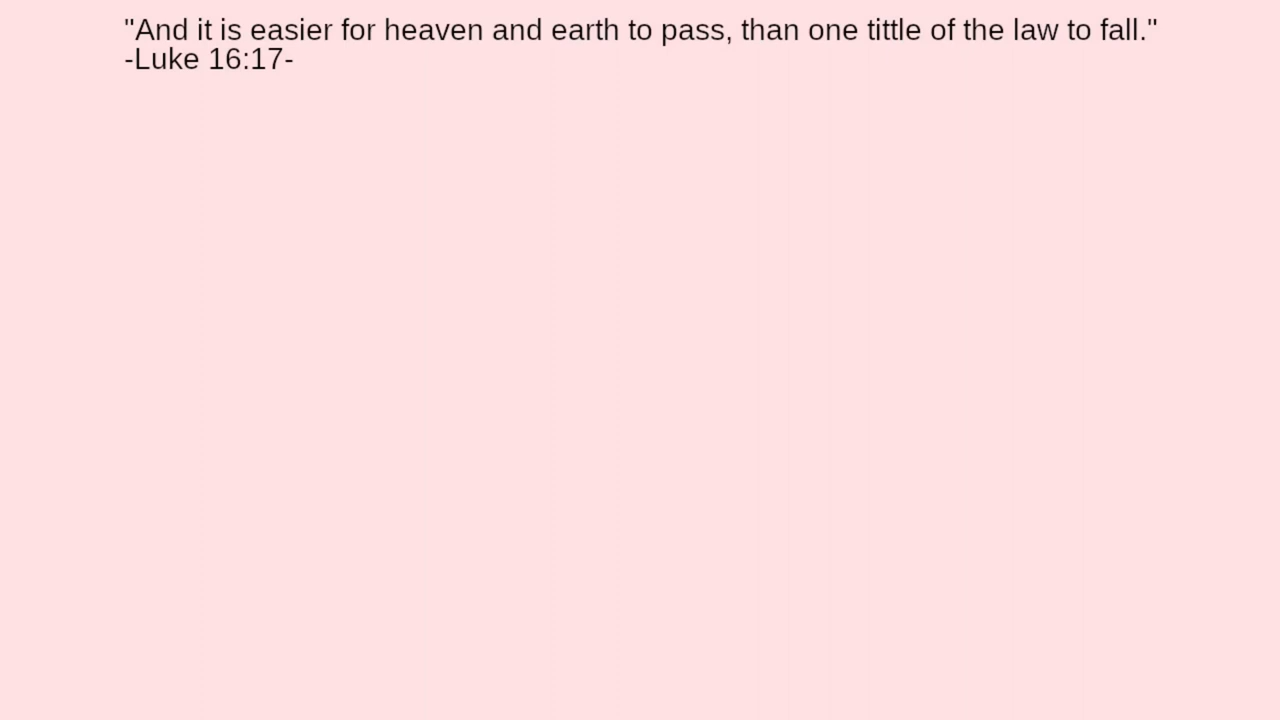 "And it is easier for heaven and earth to pass, than one tittle of the law to fall."
-Luke 16:17-